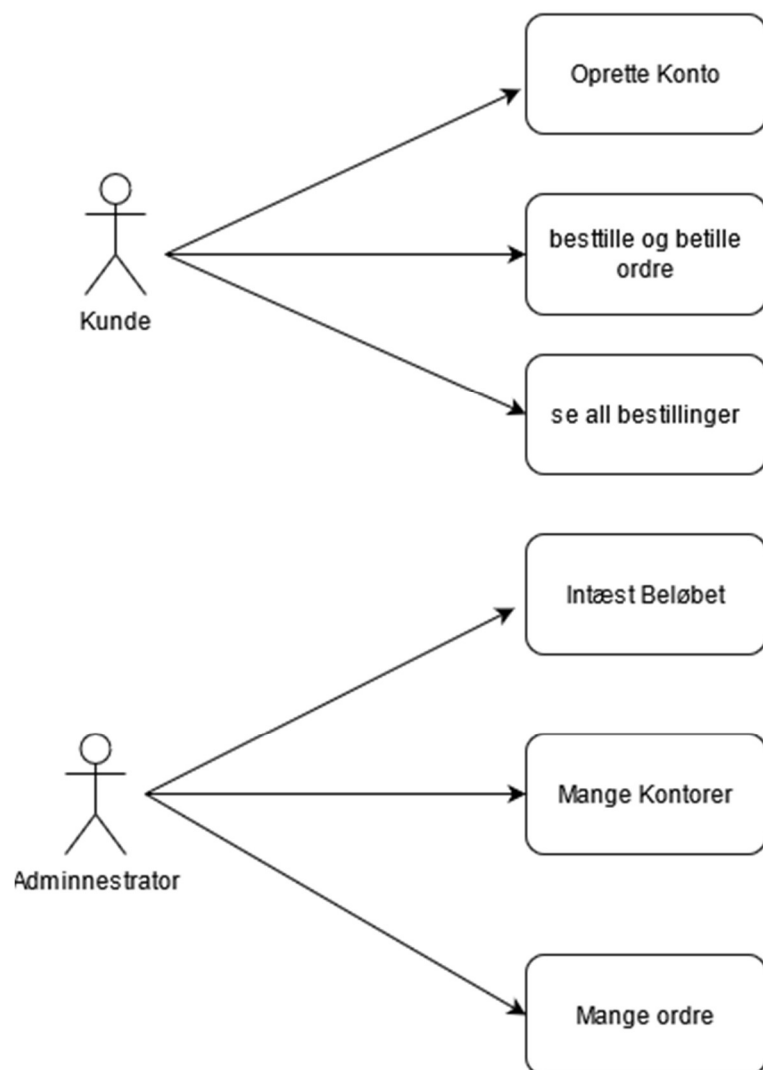 Oprette Konto
besttille og betille
ordre
Kunde
se all bestillinger
Intæst Beløbet
Mange Kontorer
Adminnestrator
Mange ordre